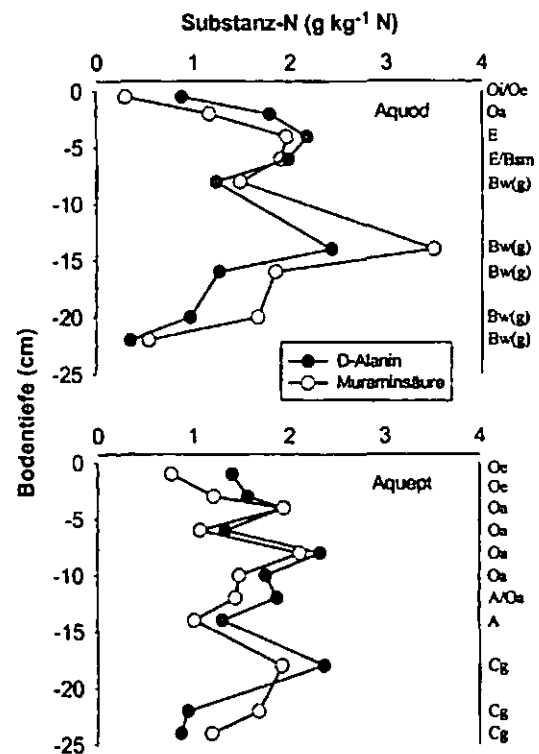 Substanz-N (g kg⁻¹ N)
0 1 2 3 4
0
-5
-10
-15
-20
-25
Aquod
Oi/Oe
Oa
E
E/Bsm
Bw(g)
Bw(g)
Bw(g)
Bw(g)
Bw(g)
D-Alanin
Muraminsäure
Bodentiefe (cm)
0 1 2 3 4
0
-5
-10
-15
-20
-25
Aquept
Oe
Oe
Oa
Oa
Oa
Oa
A/Oa
A
Cg
Cg
Cg